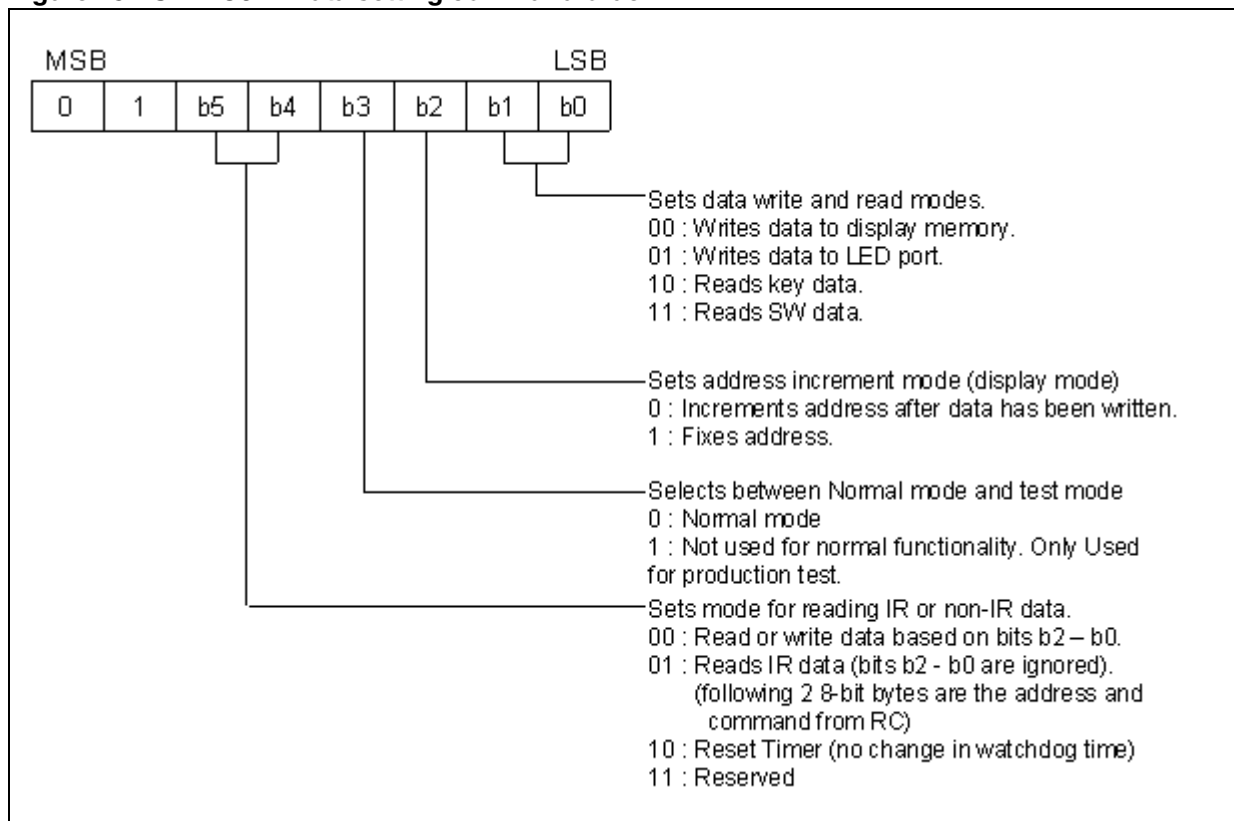 MSB LSB
0 1 b5 b4 b3 b2 b1 b0
Sets data write and read modes.
00 : Writes data to display memory.
01 : Writes data to LED port.
10 : Reads key data.
11 : Reads SW data.
Sets address increment mode (display mode)
0 : Increments address after data has been written.
1 : Fixes address.
Selects between Normal mode and test mode
0 : Normal mode
1 : Not used for normal functionality. Only Used
for production test.
Sets mode for reading IR or non-IR data.
00 : Read or write data based on bits b2 – b0.
01 : Reads IR data (bits b2 - b0 are ignored).
(following 2 8-bit bytes are the address and
command from RC)
10 : Reset Timer (no change in watchdog time)
11 : Reserved